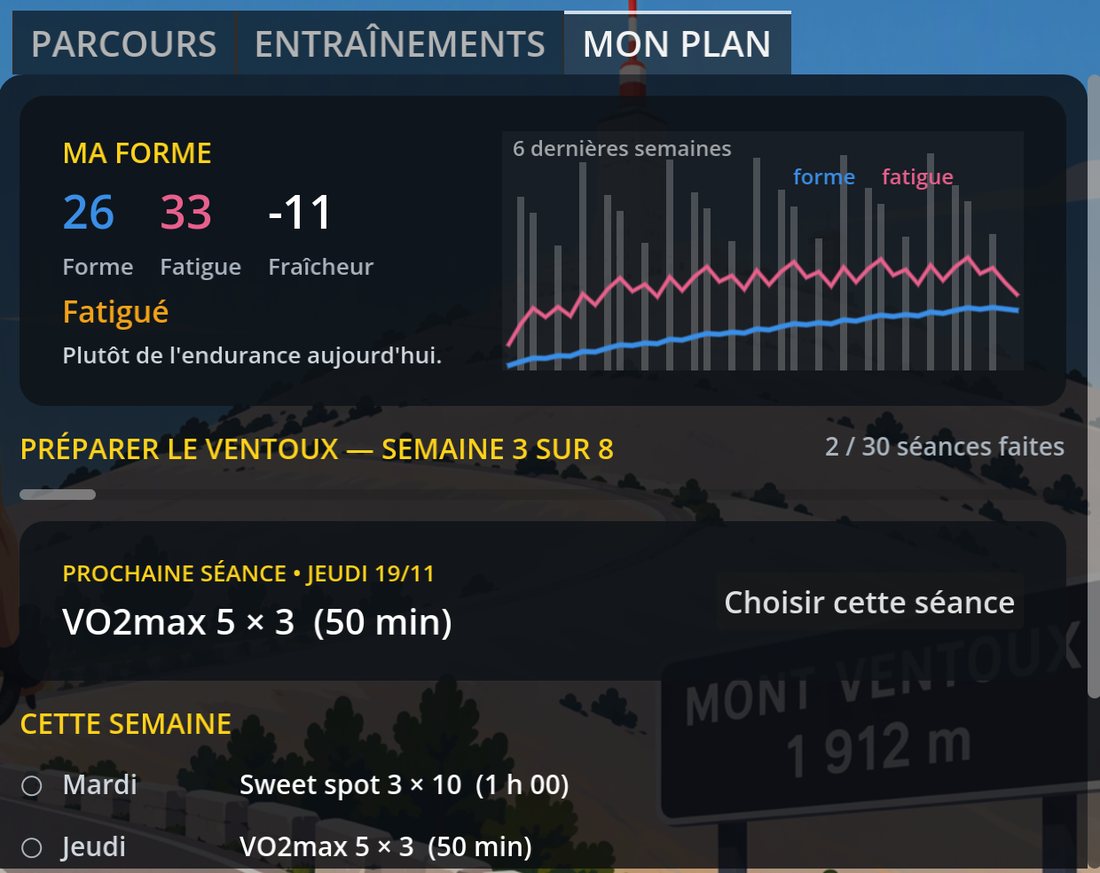 PARCOURS ENTRAÎNEMENTS MON PLAN
MA FORME
26 33 -11
Forme Fatigue Fraîcheur
Fatigué
Plutôt de l'endurance aujourd'hui.
6 dernières semaines
forme fatigue
PRÉPARER LE VENTOUX — SEMAINE 3 SUR 8
2 / 30 séances faites
PROCHAINE SÉANCE • JEUDI 19/11
VO2max 5 × 3 (50 min)
Choisir cette séance
MONT VENTOUX
1 912 m
CETTE SEMAINE
Mardi Sweet spot 3 × 10 (1 h 00)
Jeudi VO2max 5 × 3 (50 min)